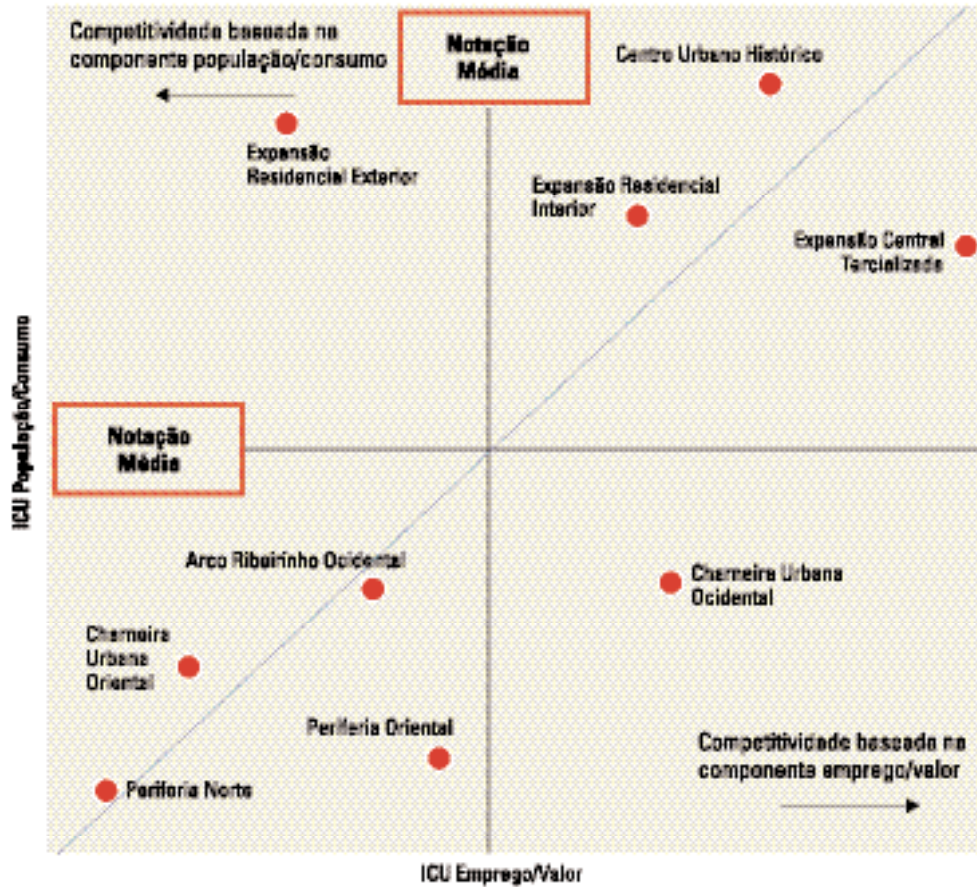 Competitividade baseada na
componente população/consumo
Notação
Média
Centro Urbano Histórico
Expansão
Residencial Exterior
Expansão Residencial
Interior
Expansão Central
Tercializada
ICU População/Consumo
Notação
Média
Arco Ribeirinho Ocidental
Charneira Urbana
Ocidental
Charneira
Urbana
Oriental
Periferia Oriental
Competitividade baseada na
componente emprego/valor
Periferia Norte
ICU Emprego/Valor